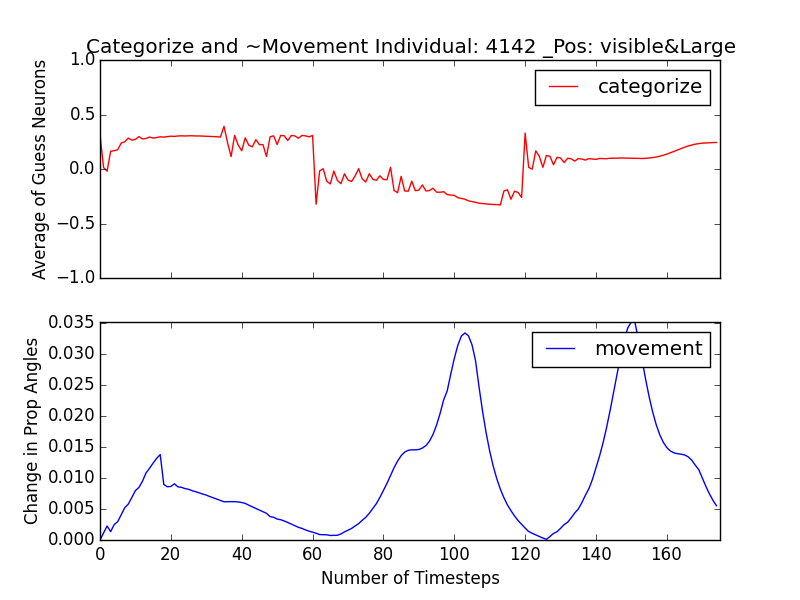 Categorize and ~Movement Individual: 4142 _Pos: visible&Large
1.0
0.5
0.0
−0.5
−1.0
Average of Guess Neurons
categorize
0.035
0.030
0.025
0.020
0.015
0.010
0.005
0.000
Change in Prop Angles
movement
0 20 40 60 80 100 120 140 160
Number of Timesteps